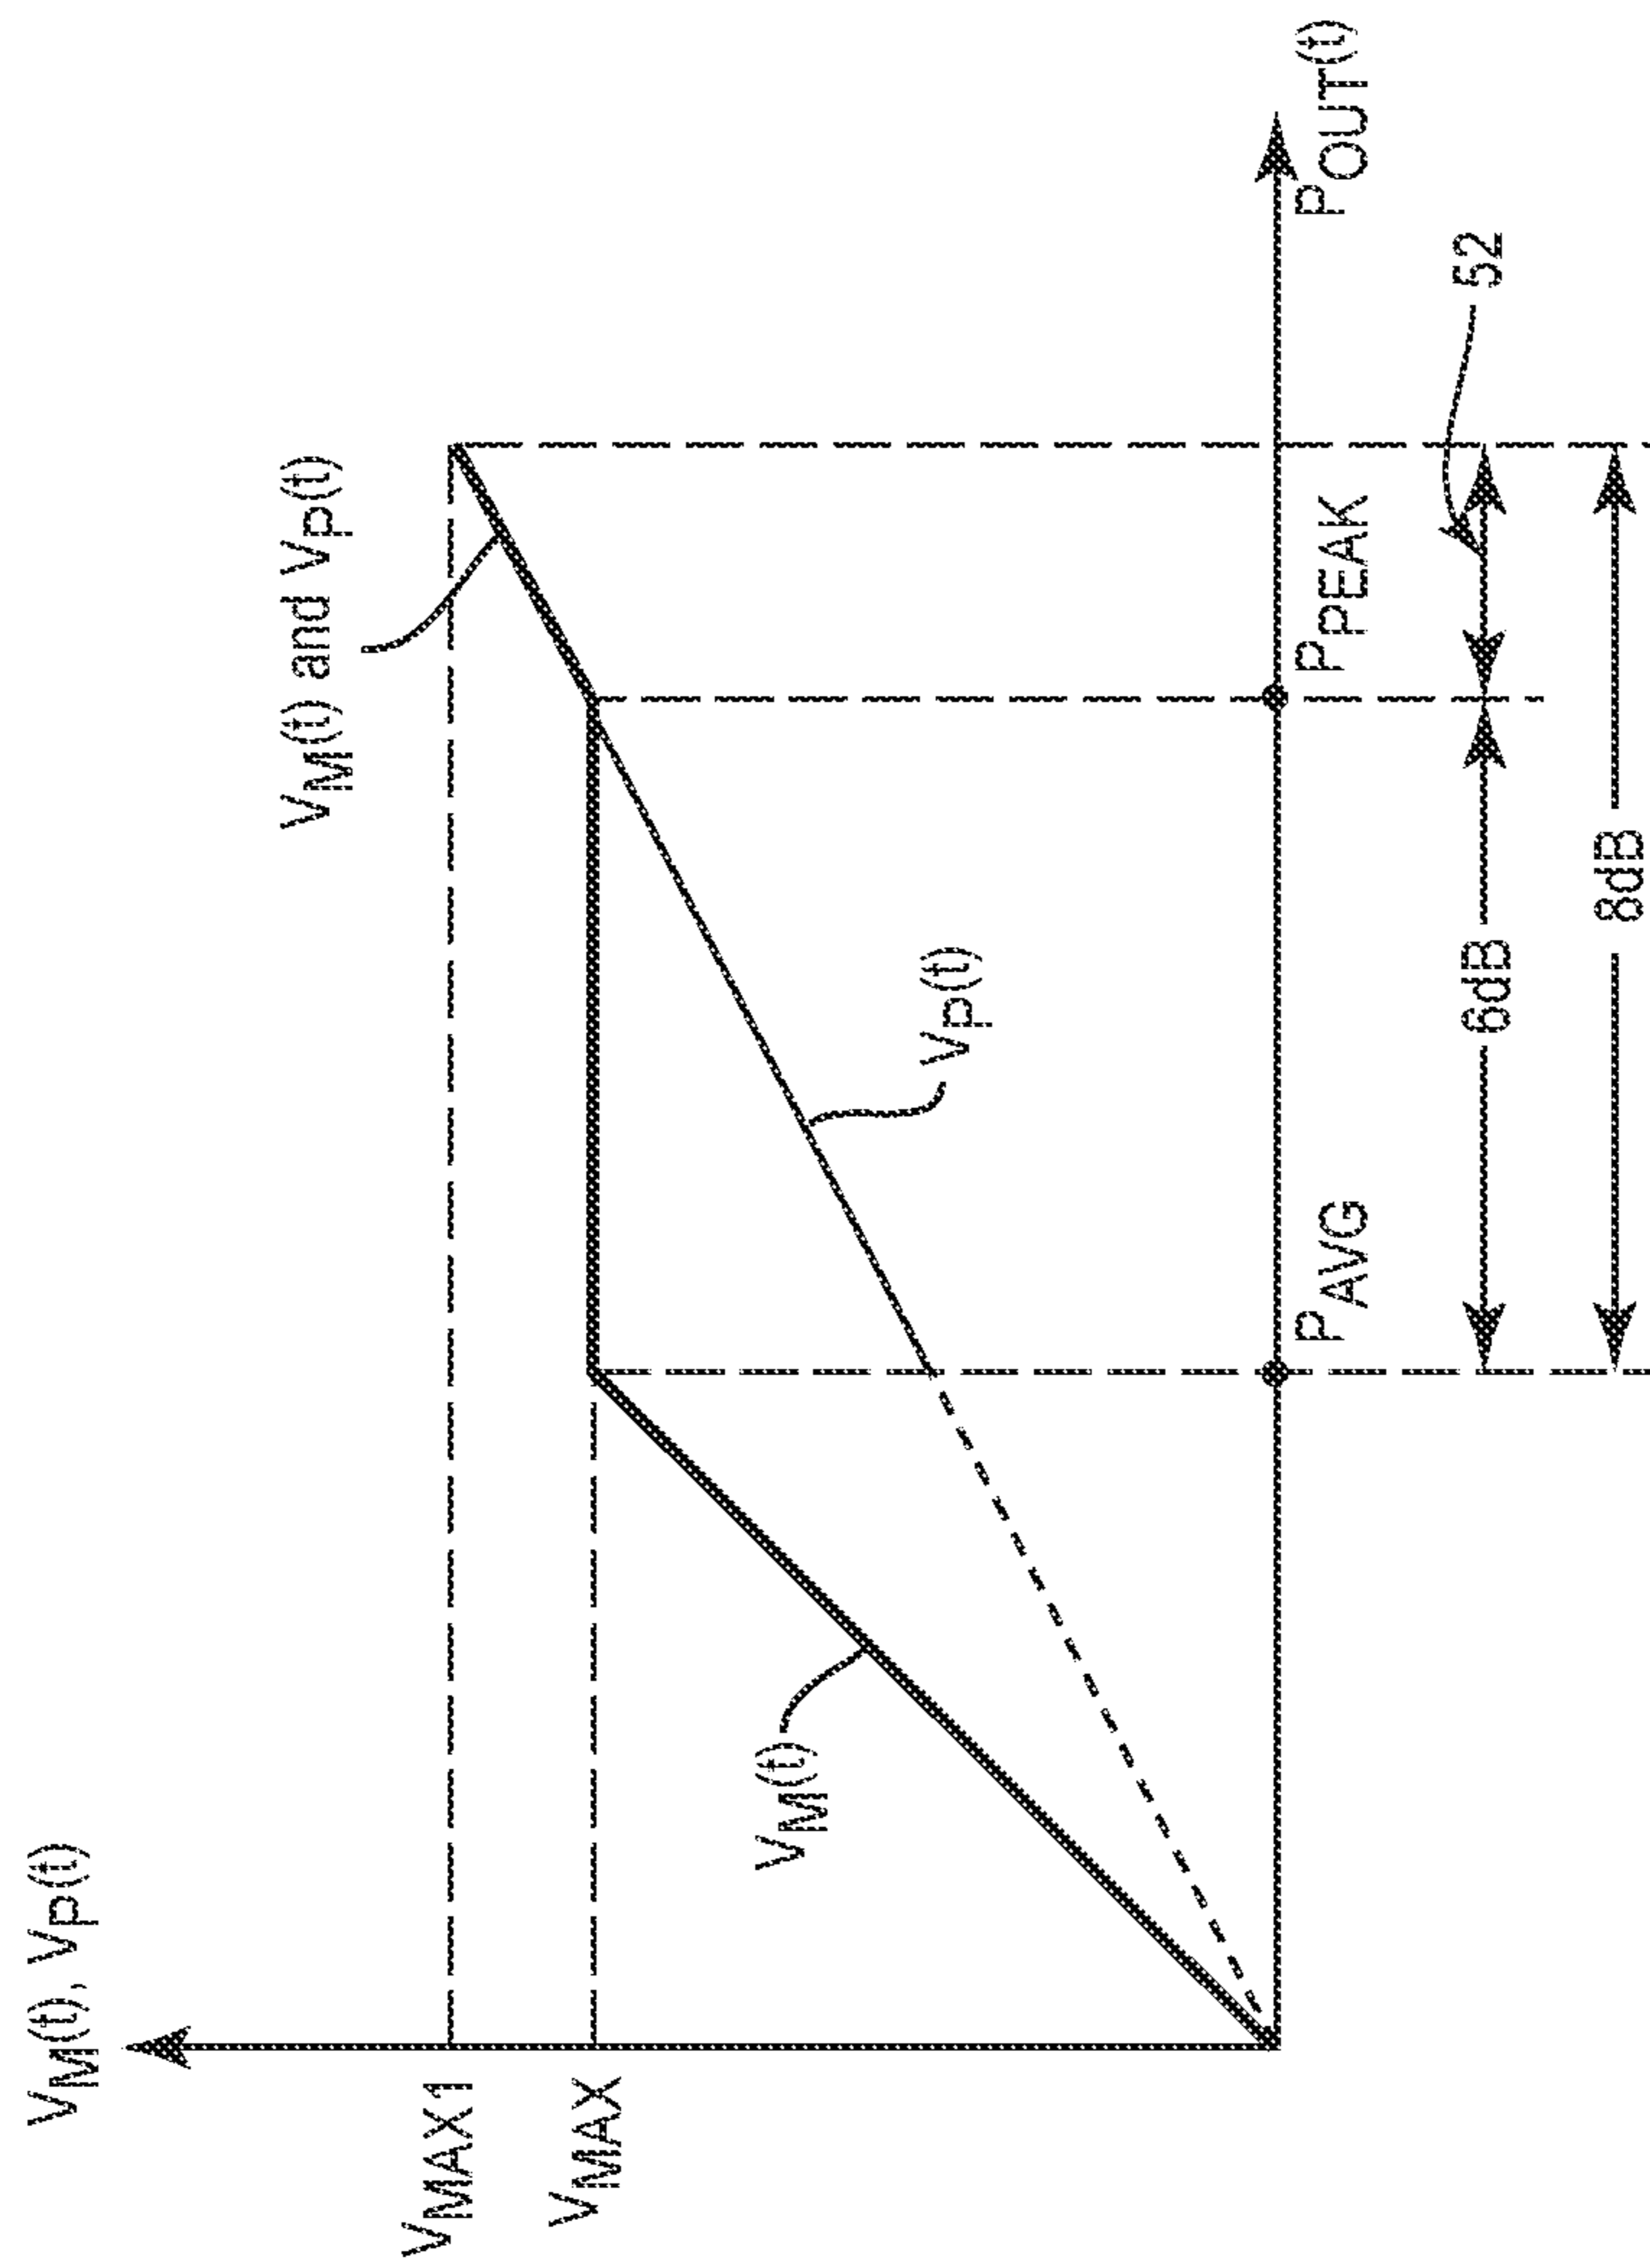 V_M(t), V_P(t)
V_MAX1
V_MAX
V_M(t) and V_P(t)
V_M(t)
V_P(t)
P_AVG
P_PEAK
P_OUT(t)
52
6dB
8dB